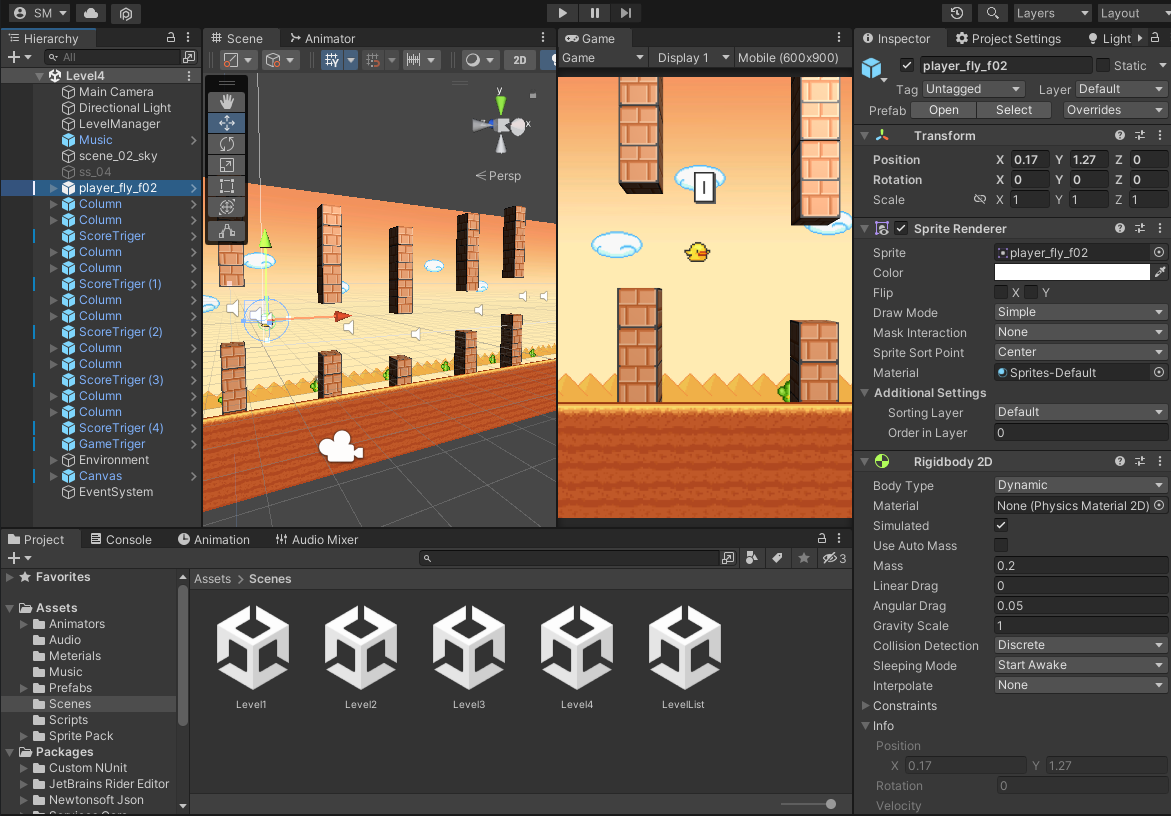 SM
Layers
Layout
Hierarchy
All
Level4
Main Camera
Directional Light
LevelManager
Music
scene_02_sky
ss_04
player_fly_f02
Column
Column
ScoreTriger
Column
Column
ScoreTriger (1)
Column
Column
ScoreTriger (2)
Column
Column
ScoreTriger (3)
Column
Column
ScoreTriger (4)
GameTriger
Environment
Canvas
EventSystem
Scene
Animator
2D
y
z
x
Persp
Game
Game
Display 1
Mobile (600x900)
I
Inspector
Project Settings
Light
player_fly_f02
Static
Tag Untagged
Layer Default
Prefab Open Select Overrides
Transform
Position X 0.17 Y 1.27 Z 0
Rotation X 0 Y 0 Z 0
Scale X 1 Y 1 Z 1
Sprite Renderer
Sprite player_fly_f02
Color
Flip X Y
Draw Mode Simple
Mask Interaction None
Sprite Sort Point Center
Material Sprites-Default
Additional Settings
Sorting Layer Default
Order in Layer 0
Rigidbody 2D
Body Type Dynamic
Material None (Physics Material 2D)
Simulated
Use Auto Mass
Mass 0.2
Linear Drag 0
Angular Drag 0.05
Gravity Scale 1
Collision Detection Discrete
Sleeping Mode Start Awake
Interpolate None
Constraints
Info
Position
X 0.17 Y 1.27
Rotation 0
Velocity
Project
Console
Animation
Audio Mixer
3
Favorites
Assets
Animators
Audio
Meterials
Music
Prefabs
Scenes
Scripts
Sprite Pack
Packages
Custom NUnit
JetBrains Rider Editor
Newtonsoft Json
Assets > Scenes
Level1
Level2
Level3
Level4
LevelList